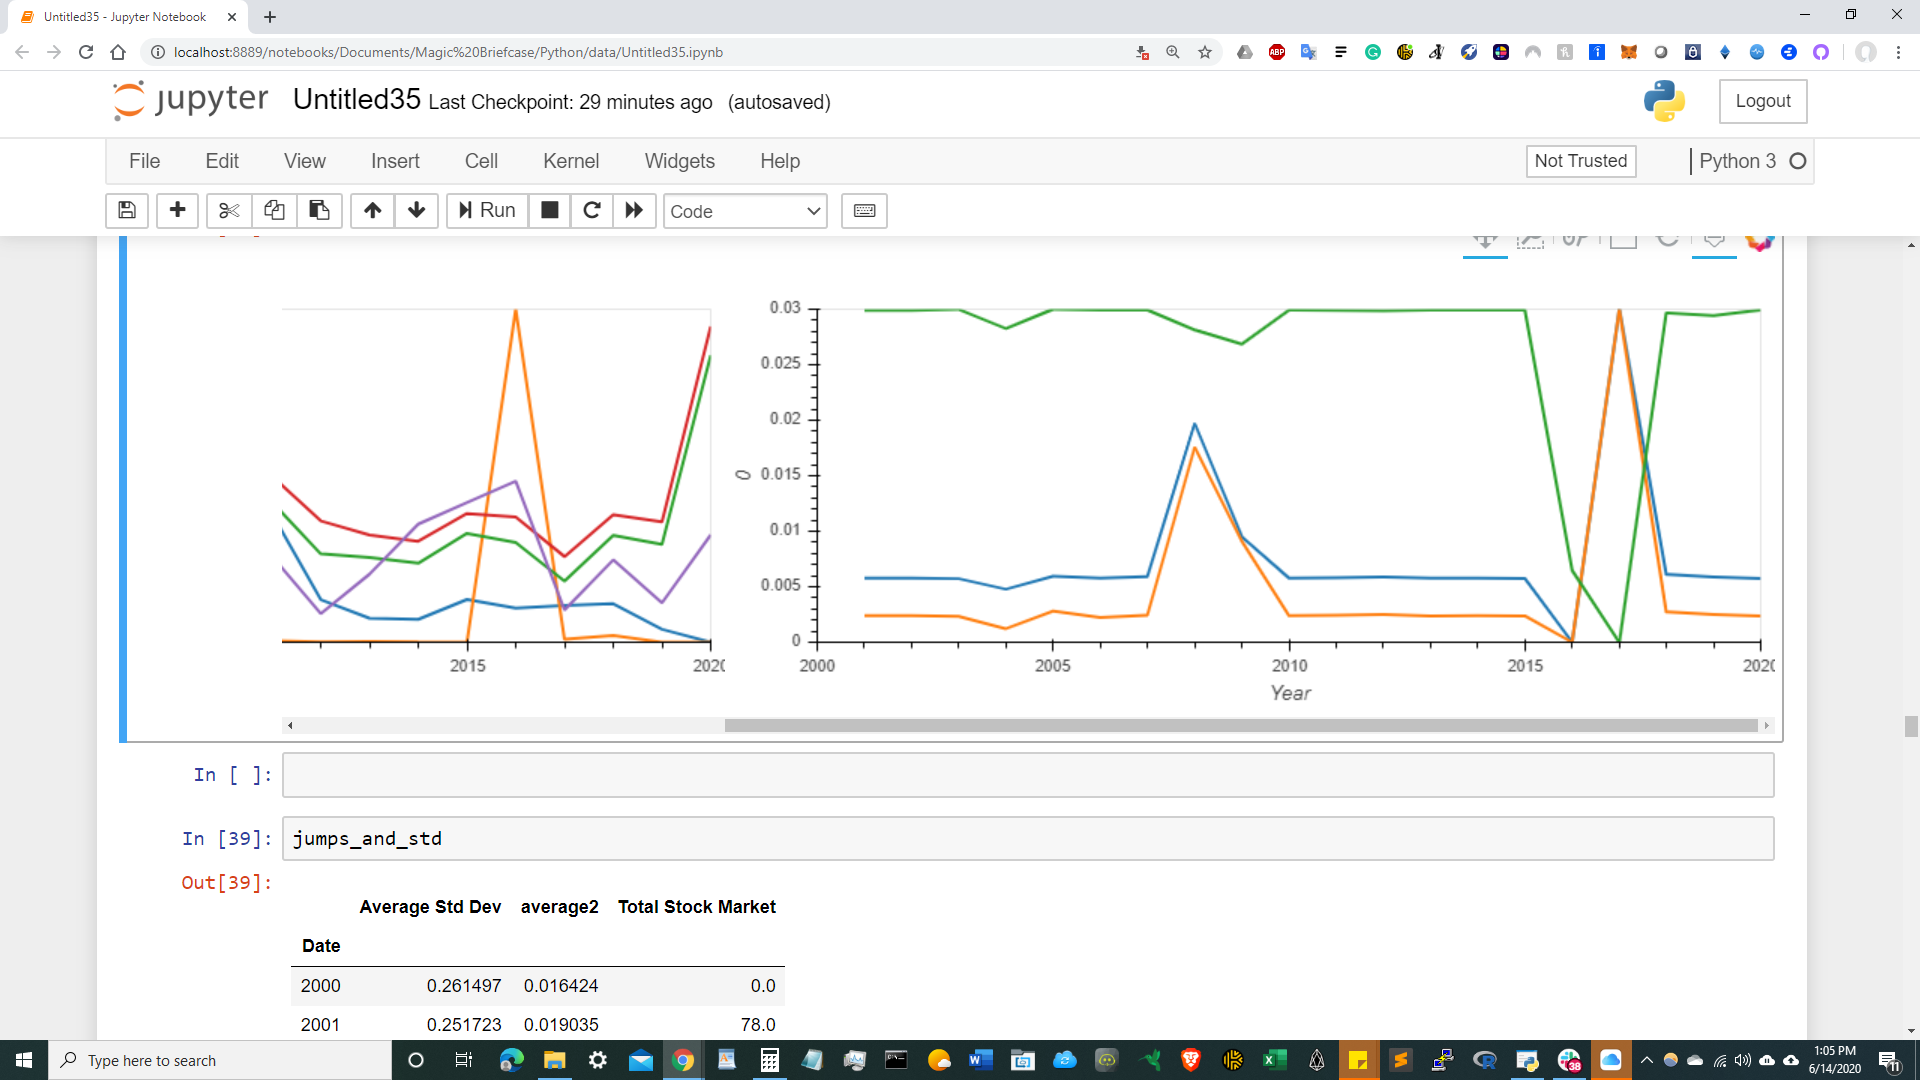 Untitled35 - Jupyter Notebook
localhost:8889/notebooks/Documents/Magic%20Briefcase/Python/data/Untitled35.ipynb
jupyter Untitled35 Last Checkpoint: 29 minutes ago (autosaved)
Logout
File Edit View Insert Cell Kernel Widgets Help
Not Trusted
Python 3
Run
Code
0.03
0.025
0.02
0.015
0.01
0.005
0
0
2015
2000
2005
2010
2015
Year
In [ ]:
In [39]: jumps_and_std
Out[39]:
Average Std Dev average2 Total Stock Market
Date
2000 0.261497 0.016424 0.0
2001 0.251723 0.019035 78.0
Type here to search
1:05 PM
6/14/2020